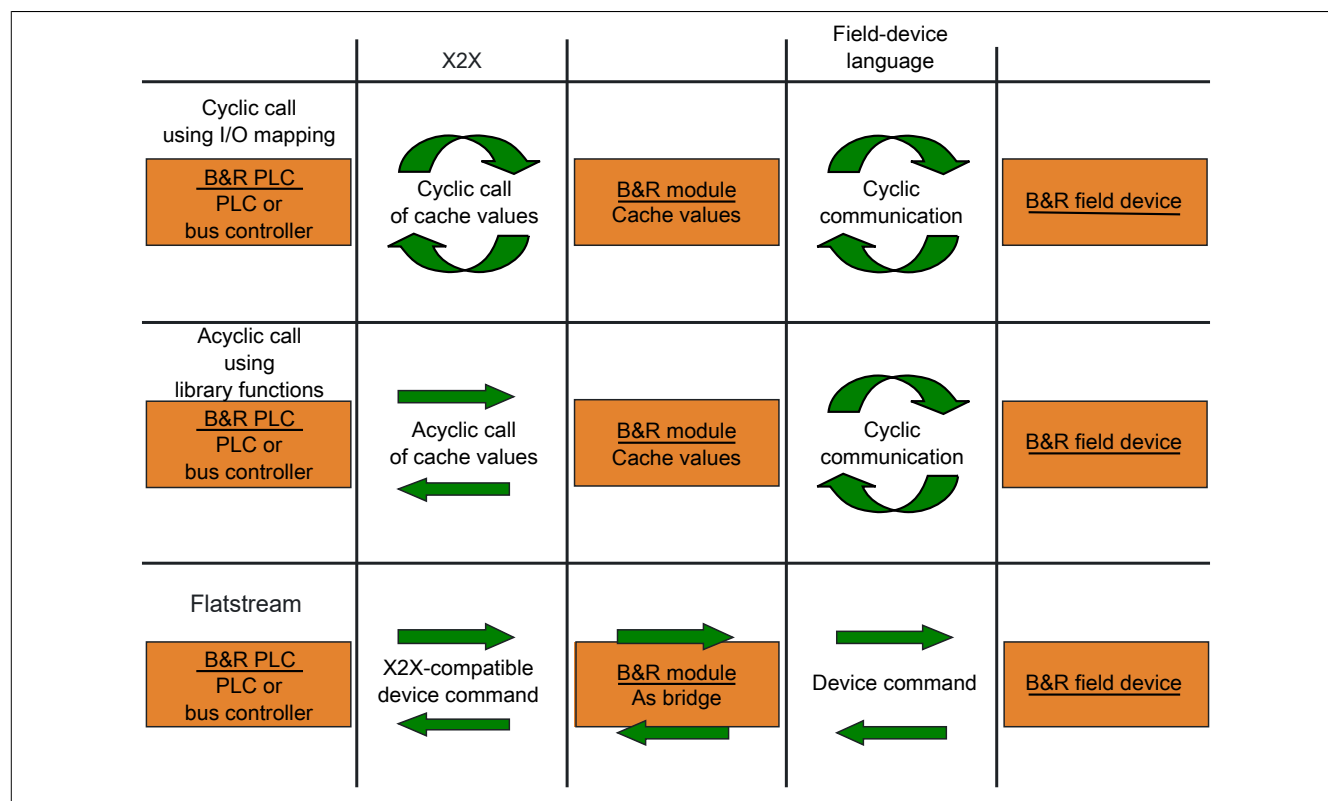 X2X
Field-device
language
Cyclic call
using I/O mapping
B&R PLC
PLC or
bus controller
Cyclic call
of cache values
B&R module
Cache values
Cyclic
communication
B&R field device
Acyclic call
using
library functions
B&R PLC
PLC or
bus controller
Acyclic call
of cache values
B&R module
Cache values
Cyclic
communication
B&R field device
Flatstream
B&R PLC
PLC or
bus controller
X2X-compatible
device command
B&R module
As bridge
Device command
B&R field device